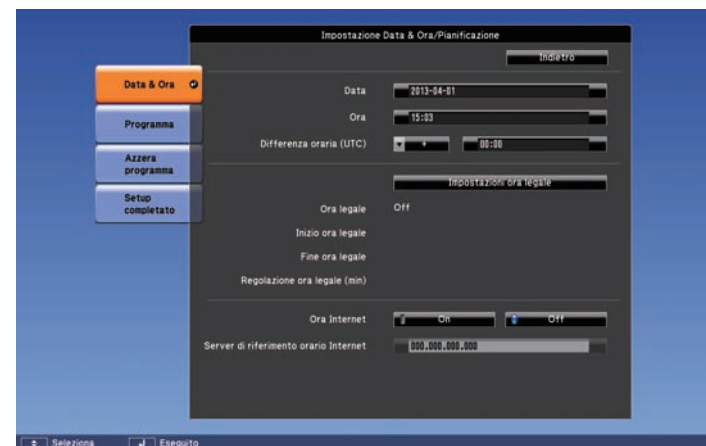 Impostazione Data & Ora/Pianificazione
Indietro
Data & Ora
Programma
Azzera
programma
Setup
completato
Data 2013-04-01
Ora 15:03
Differenza oraria (UTC) + 00:00
Impostazioni ora legale
Ora legale Off
Inizio ora legale
Fine ora legale
Regolazione ora legale (min)
Ora Internet On Off
Server di riferimento orario Internet 000.000.000.000
Seleziona Eseguito